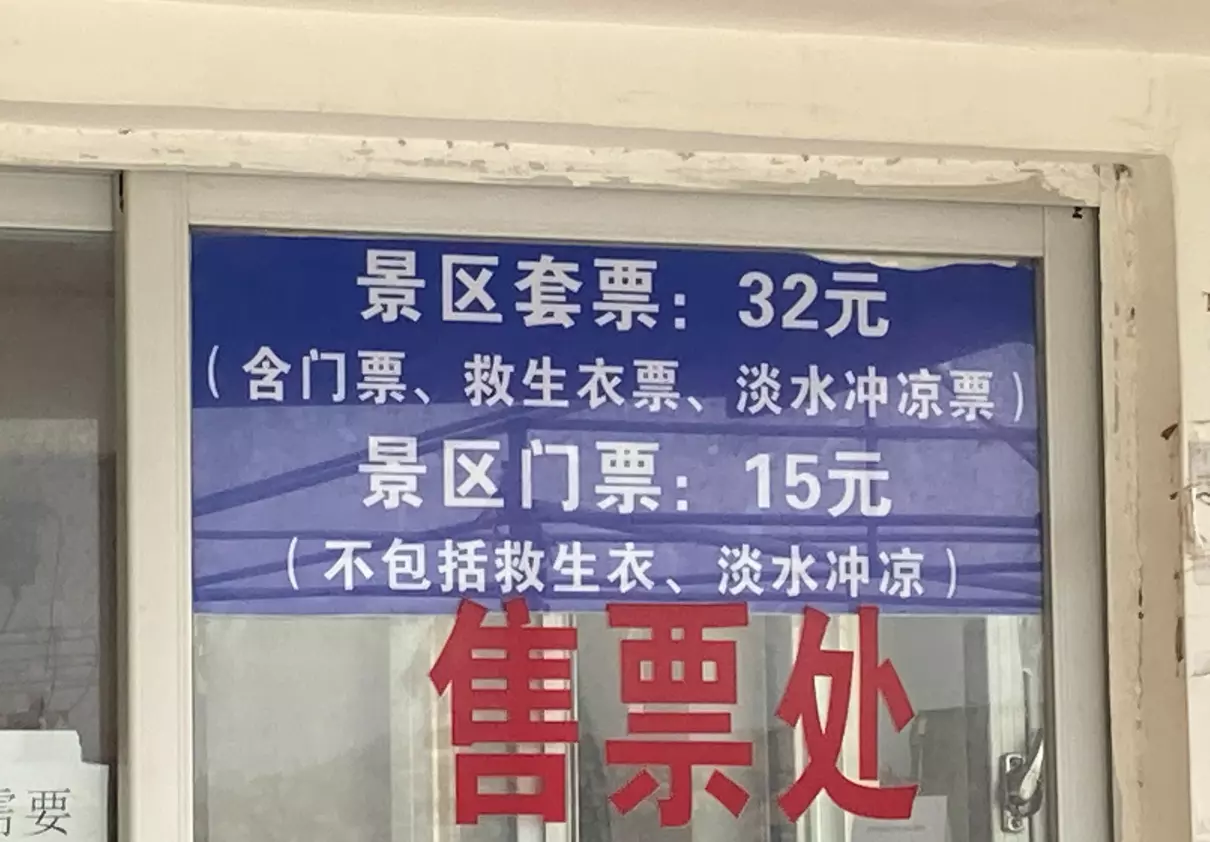 景区套票：32元
（含门票、救生衣票、淡水冲凉票）
景区门票：15元
（不包括救生衣、淡水冲凉）
售票处
需要